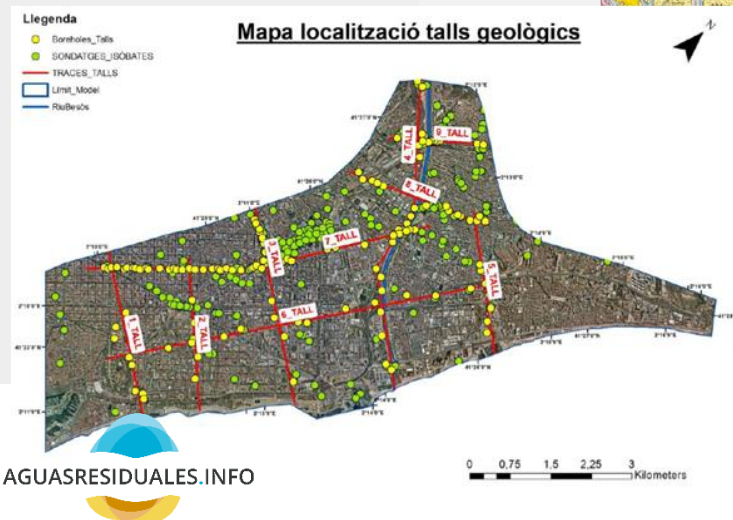 Llegenda
Boreholes_Talls
SONDATGES_ISÒBATES
TRACES_TALLS
Límit_Model
RiuBesòs
Mapa localització talls geològics
N
4_TALL
9_TALL
8_TALL
7_TALL
3_TALL
5_TALL
6_TALL
1_TALL
2_TALL
AGUASRESIDUALES.INFO
0 0,75 1,5 2,25 3
Kilometers